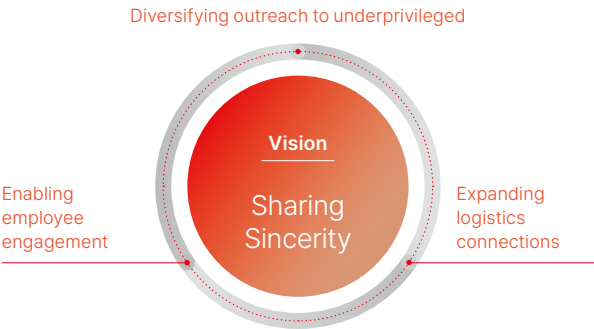 Diversifying outreach to underprivileged
Vision
Sharing
Sincerity
Enabling
employee
engagement
Expanding
logistics
connections